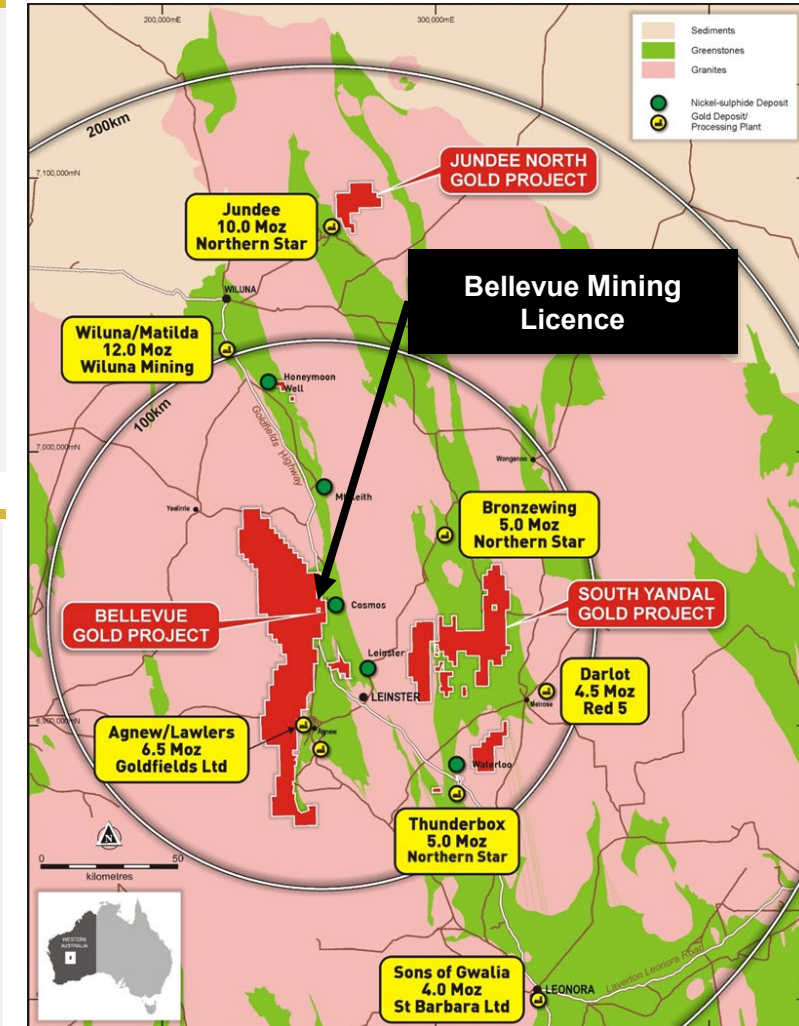 200,000mE
300,000mE
Sediments
Greenstones
Granites
Nickel-sulphide Deposit
Gold Deposit/
Processing Plant
200km
7,100,000mN
JUNDEE NORTH
GOLD PROJECT
Jundee
10.0 Moz
Northern Star
Bellevue Mining
Licence
WILUNA
Wiluna/Matilda
12.0 Moz
Wiluna Mining
Honeymoon
Well
100km
Goldfields Highway
7,000,000mN
Wonganoo
Mt Keith
Yeelirrie
Bronzewing
5.0 Moz
Northern Star
BELLEVUE
GOLD PROJECT
Cosmos
SOUTH YANDAL
GOLD PROJECT
Leinster
LEINSTER
Darlot
4.5 Moz
Red 5
Melrose
6,900,000mN
Agnew/Lawlers
6.5 Moz
Goldfields Ltd
Agnew
Waterloo
Thunderbox
5.0 Moz
Northern Star
N
0
50
kilometres
WESTERN
AUSTRALIA
Laverton Leonora Road
Sons of Gwalia
4.0 Moz
St Barbara Ltd
LEONORA